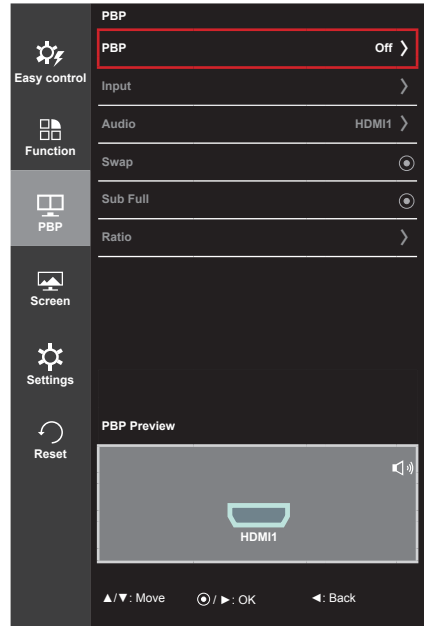 PBP
PBP Off 〉
Easy control
Input 〉
Audio HDMI1 〉
Function
Swap
Sub Full
PBP
Ratio 〉
Screen
Settings
Reset
PBP Preview
HDMI1
▲/▼: Move ⦿/ ►: OK ◄: Back